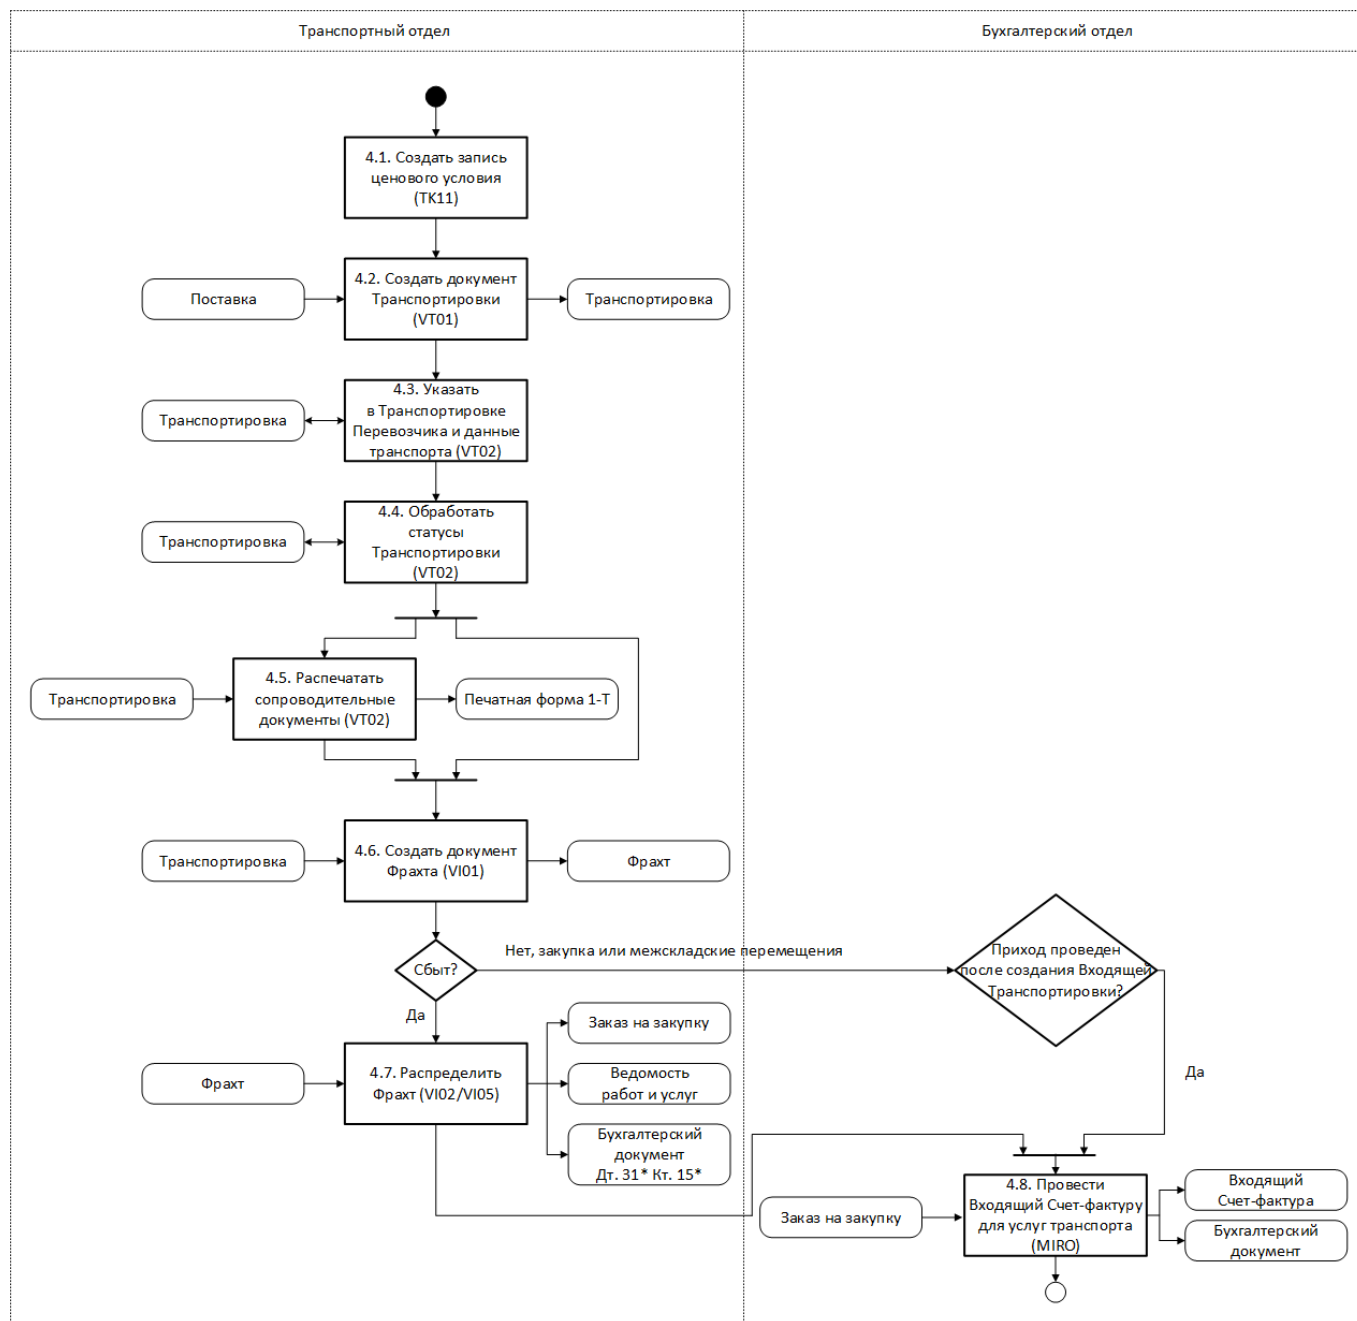 Транспортный отдел
Бухгалтерский отдел
4.1. Создать запись
ценового условия
(TK11)
Поставка
4.2. Создать документ
Транспортировки
(VT01)
Транспортировка
Транспортировка
4.3. Указать
в Транспортировке
Перевозчика и данные
транспорта (VT02)
Транспортировка
4.4. Обработать
статусы
Транспортировки
(VT02)
Транспортировка
4.5. Распечатать
сопроводительные
документы (VT02)
Печатная форма 1-Т
Транспортировка
4.6. Создать документ
Фрахта (VI01)
Фрахт
Сбыт?
Нет, закупка или межскладские перемещения
Приход проведен
после создания Входящей
Транспортировки?
Да
Да
Фрахт
4.7. Распределить
Фрахт (VI02/VI05)
Заказ на закупку
Ведомость
работ и услуг
Бухгалтерский
документ
Дт. 31* Кт. 15*
Заказ на закупку
4.8. Провести
Входящий Счет-фактуру
для услуг транспорта
(MIRO)
Входящий
Счет-фактура
Бухгалтерский
документ